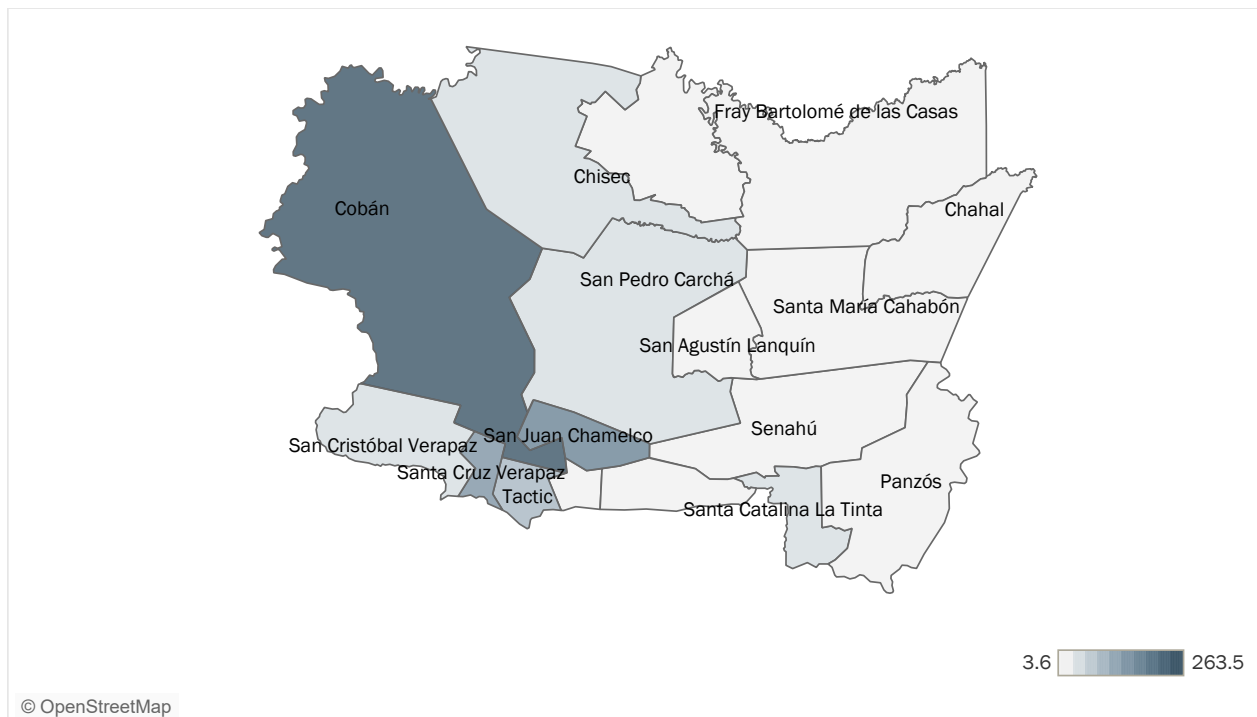 Fray Bartolomé de las Casas
Chisec
Cobán
Chahal
San Pedro Carchá
Santa María Cahabón
San Agustín Lanquín
Senahú
San Juan Chamelco
San Cristóbal Verapaz
Santa Cruz Verapaz
Tactic
Panzós
Santa Catalina La Tinta
3.6 263.5
© OpenStreetMap